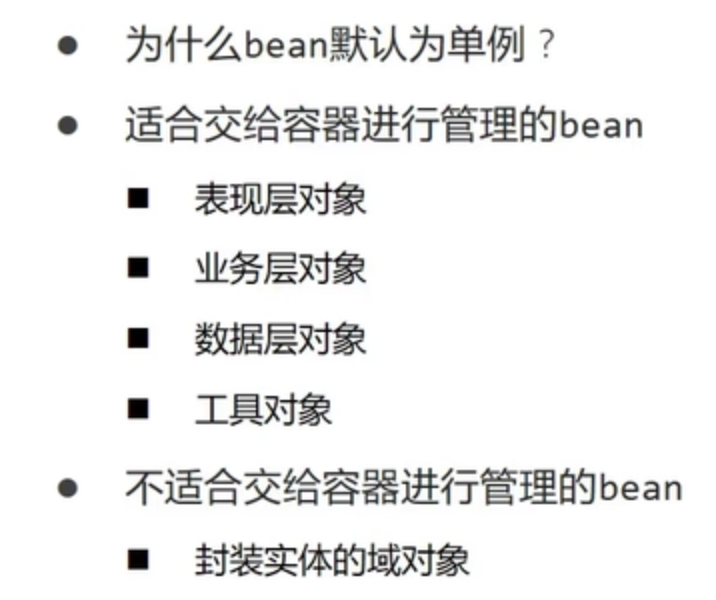 为什么bean默认为单例？
适合交给容器进行管理的bean
表现层对象
业务层对象
数据层对象
工具对象
不适合交给容器进行管理的bean
封装实体的域对象